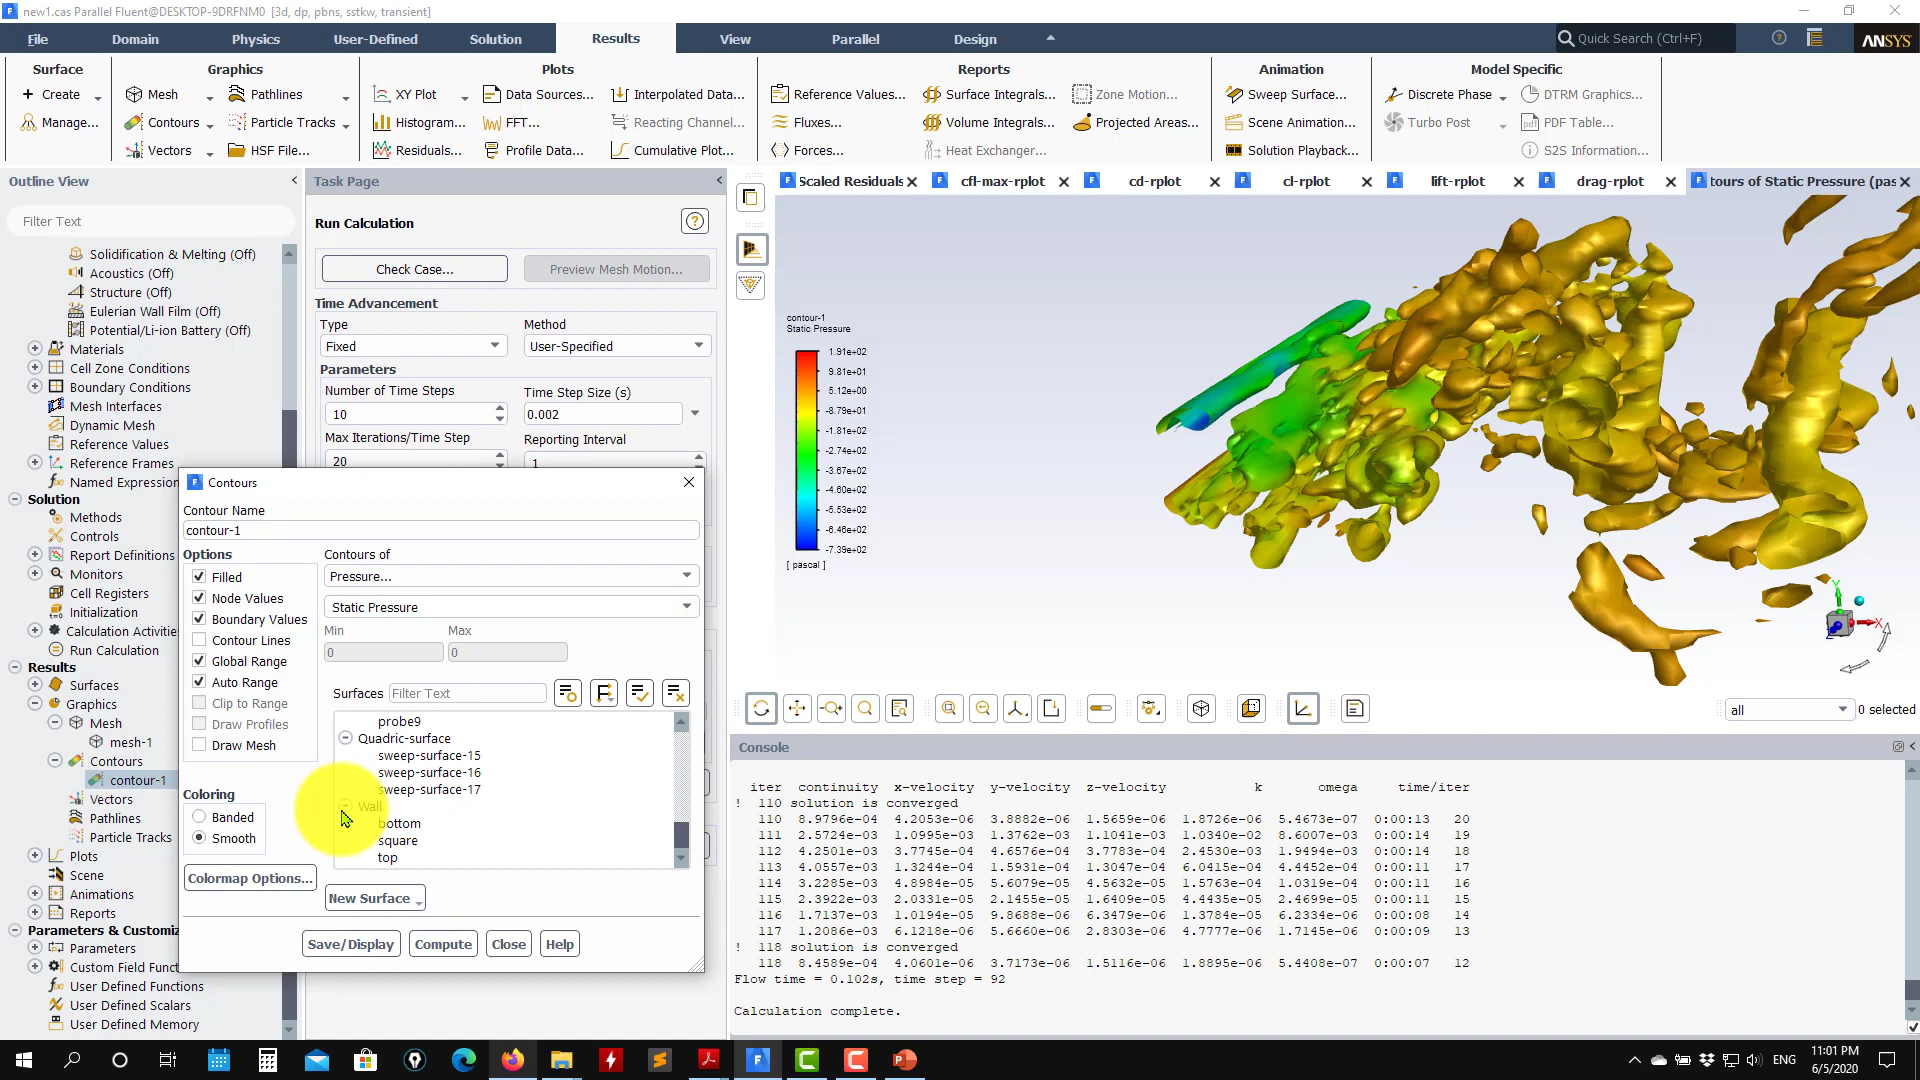 new1.cas Parallel Fluent@DESKTOP-9DRFNM0 [3d, dp, pbns, sstkw, transient]
File Domain Physics User-Defined Solution Results View Parallel Design Quick Search (Ctrl+F) ANSYS
Surface Graphics Plots Reports Animation Model Specific
Create Mesh Pathlines XY Plot Data Sources... Interpolated Data... Reference Values... Surface Integrals... Zone Motion... Sweep Surface... Discrete Phase DTRM Graphics...
Manage... Contours Particle Tracks Histogram... FFT... Reacting Channel... Fluxes... Volume Integrals... Projected Areas... Scene Animation... Turbo Post PDF Table...
Vectors HSF File... Residuals... Profile Data... Cumulative Plot... Forces... Heat Exchanger... Solution Playback... S2S Information...
Outline View
Filter Text
Solidification & Melting (Off)
Acoustics (Off)
Structure (Off)
Eulerian Wall Film (Off)
Potential/Li-ion Battery (Off)
Materials
Cell Zone Conditions
Boundary Conditions
Mesh Interfaces
Dynamic Mesh
Reference Values
Reference Frames
Named Expression
Solution
Methods
Controls
Report Definitions
Monitors
Cell Registers
Initialization
Calculation Activitie
Run Calculation
Results
Surfaces
Graphics
Mesh
mesh-1
Contours
contour-1
Vectors
Pathlines
Particle Tracks
Plots
Scene
Animations
Reports
Parameters & Customiz
Parameters
Custom Field Funct
User Defined Functions
User Defined Scalars
User Defined Memory
Task Page
Run Calculation
Check Case... Preview Mesh Motion...
Time Advancement
Type Method
Fixed User-Specified
Parameters
Number of Time Steps Time Step Size (s)
10 0.002
Max Iterations/Time Step Reporting Interval
20 1
Contours
Contour Name
contour-1
Options
Filled
Node Values
Boundary Values
Contour Lines
Global Range
Auto Range
Clip to Range
Draw Profiles
Draw Mesh
Coloring
Banded
Smooth
Colormap Options...
Contours of
Pressure...
Static Pressure
Min Max
0 0
Surfaces Filter Text
probe9
Quadric-surface
sweep-surface-15
sweep-surface-16
sweep-surface-17
Wall
bottom
square
top
New Surface
Save/Display Compute Close Help
Scaled Residuals cfl-max-rplot cd-rplot cl-rplot lift-rplot drag-rplot tours of Static Pressure (pas
contour-1
Static Pressure
1.91e+02
9.81e+01
5.12e+00
-8.79e+01
-1.81e+02
-2.74e+02
-3.67e+02
-4.60e+02
-5.53e+02
-6.46e+02
-7.39e+02
[ pascal ]
Y
X
Z
all 0 selected
Console
iter continuity x-velocity y-velocity z-velocity k omega time/iter
! 110 solution is converged
110 8.9796e-04 4.2053e-06 3.8882e-06 1.5659e-06 1.8726e-06 5.4673e-07 0:00:13 20
111 2.5724e-03 1.0995e-03 1.3762e-03 1.1041e-03 1.0340e-02 8.6007e-03 0:00:14 19
112 4.2501e-03 3.7745e-04 4.6576e-04 3.7783e-04 2.4530e-03 1.9494e-03 0:00:14 18
113 4.0557e-03 1.3244e-04 1.5931e-04 1.3047e-04 6.0415e-04 4.4452e-04 0:00:14 17
114 3.2285e-03 4.8984e-05 5.6079e-05 4.5632e-05 1.5763e-04 1.0319e-04 0:00:11 16
115 2.3922e-03 2.0331e-05 2.1455e-05 1.6409e-05 4.4435e-05 2.4699e-05 0:00:11 15
116 1.7137e-03 1.0194e-05 9.8688e-06 6.3479e-06 1.3784e-05 6.2334e-06 0:00:08 14
117 1.2086e-03 6.1218e-06 5.6660e-06 2.8303e-06 4.7777e-06 1.7145e-06 0:00:09 13
! 118 solution is converged
118 8.4589e-04 4.0601e-06 3.7173e-06 1.5116e-06 1.8895e-06 5.4408e-07 0:00:07 12
Flow time = 0.102s, time step = 92
Calculation complete.
ENG
11:01 PM
6/5/2020